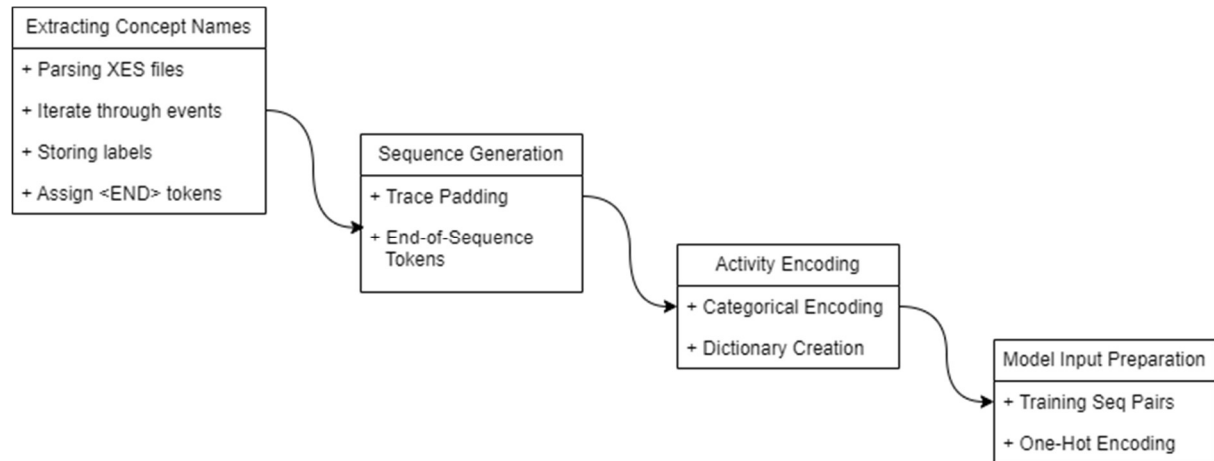 Extracting Concept Names
+ Parsing XES files
+ Iterate through events
+ Storing labels
+ Assign <END> tokens
Sequence Generation
+ Trace Padding
+ End-of-Sequence
Tokens
Activity Encoding
+ Categorical Encoding
+ Dictionary Creation
Model Input Preparation
+ Training Seq Pairs
+ One-Hot Encoding